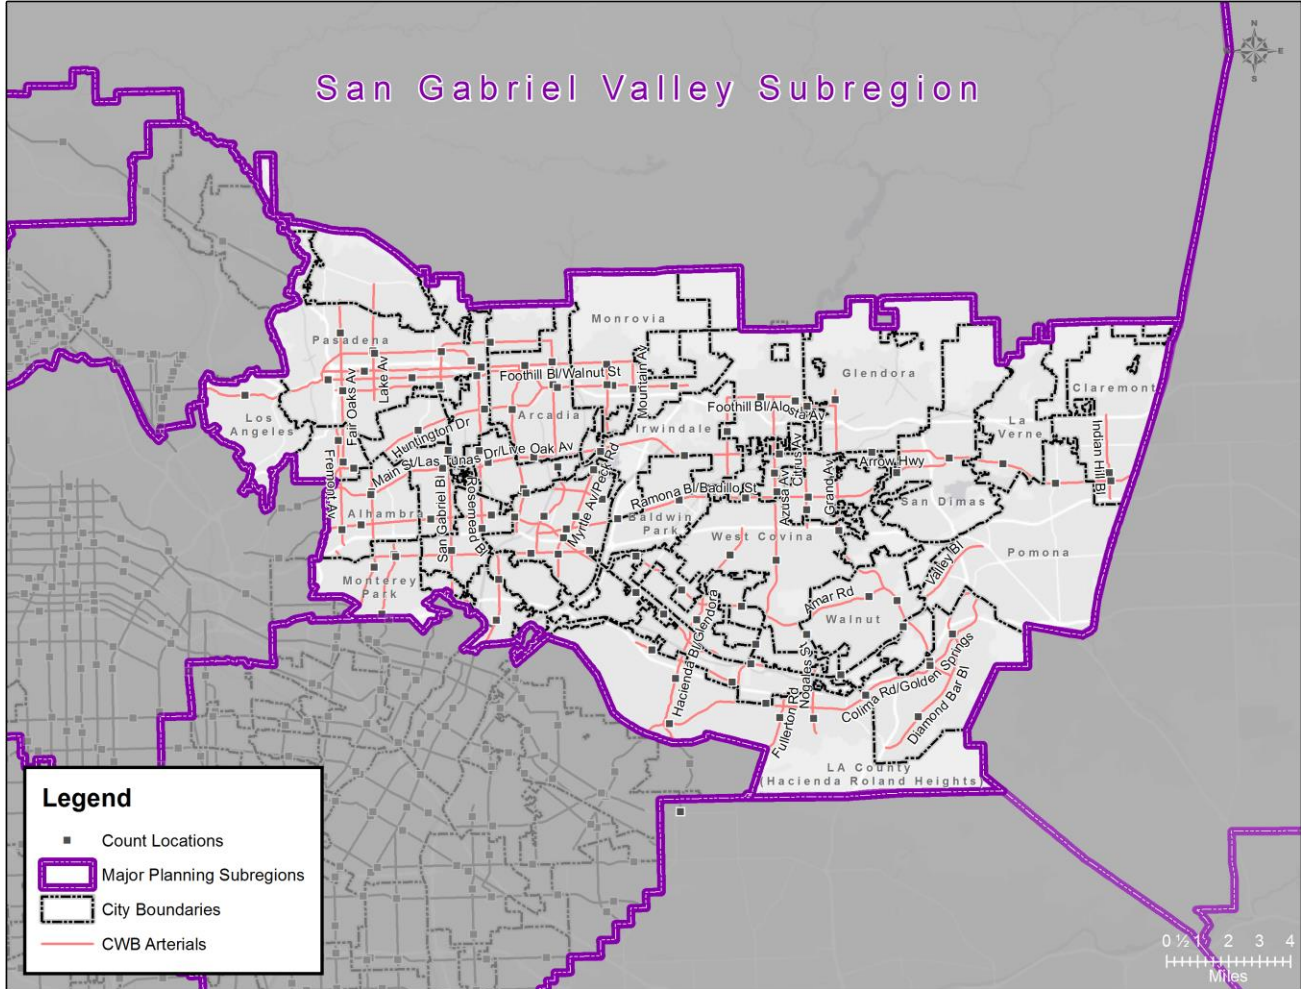 N
E
S
San Gabriel Valley Subregion
Monrovia
Pasadena
Glendora
Claremont
Lake Av
Fair Oaks Av
Foothill Bl/Walnut St
Mountain Av
Foothill Bl/Alosta Av
Los
Angeles
Arcadia
Irwindale
La
Verne
Huntington Dr
Main St/Las Tunas Dr/Live Oak Av
Fremont Av
Citrus Av
Arrow Hwy
Indian Hill Bl
Alhambra
San Gabriel Bl
Rosemead Bl
Myrtle Av/Peck Rd
Ramona Bl/Badillo St
Azusa Av
Grand Av
San Dimas
Baldwin
Park
West Covina
Pomona
Monterey
Park
Valley Bl
Amar Rd
Walnut
Hacienda Bl/Glendora
Nogales St
Colima Rd/Golden Springs
Fullerton Rd
Diamond Bar Bl
LA County
(Hacienda Roland Heights)
Legend
Count Locations
Major Planning Subregions
City Boundaries
CWB Arterials
0 ½ 1 2 3 4
Miles